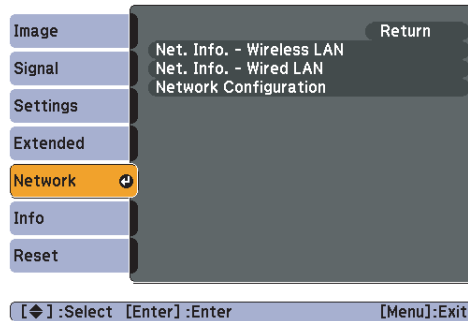 Image
Signal
Settings
Extended
Network
Info
Reset
Return
Net. Info. - Wireless LAN
Net. Info. - Wired LAN
Network Configuration
[◆] :Select [Enter] :Enter [Menu]:Exit